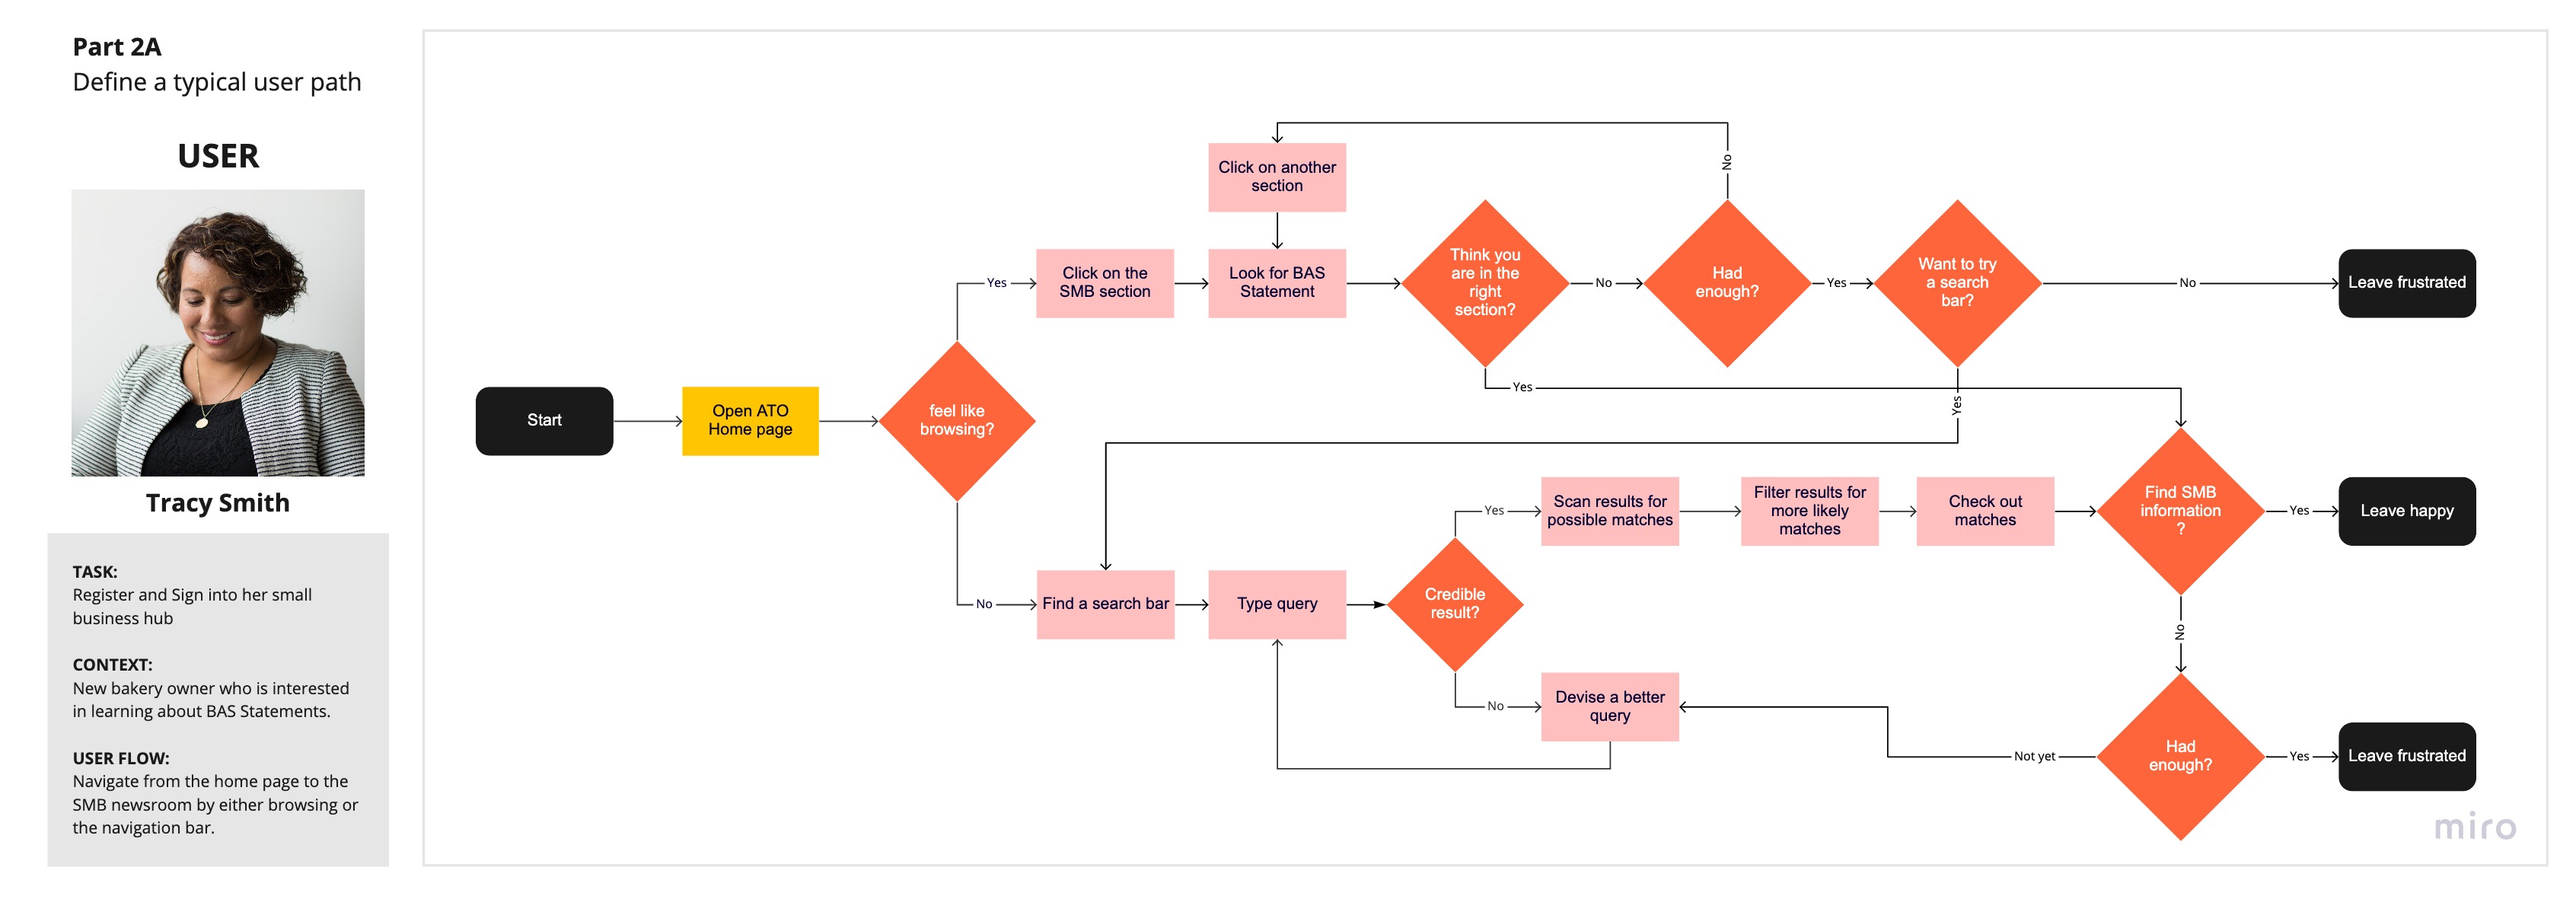 Part 2A
Define a typical user path
USER
Tracy Smith
TASK:
Register and Sign into her small
business hub
CONTEXT:
New bakery owner who is interested
in learning about BAS Statements.
USER FLOW:
Navigate from the home page to the
SMB newsroom by either browsing or
the navigation bar.
Start
Open ATO
Home page
feel like
browsing?
Yes
Click on the
SMB section
Click on another
section
Look for BAS
Statement
Think you
are in the
right
section?
No
Had
enough?
No
Yes
Want to try
a search
bar?
No
Leave frustrated
Yes
Yes
No
Find a search bar
Type query
Credible
result?
Yes
Scan results for
possible matches
Filter results for
more likely
matches
Check out
matches
Find SMB
information
?
Yes
Leave happy
No
No
Devise a better
query
Not yet
Had
enough?
Yes
Leave frustrated
miro